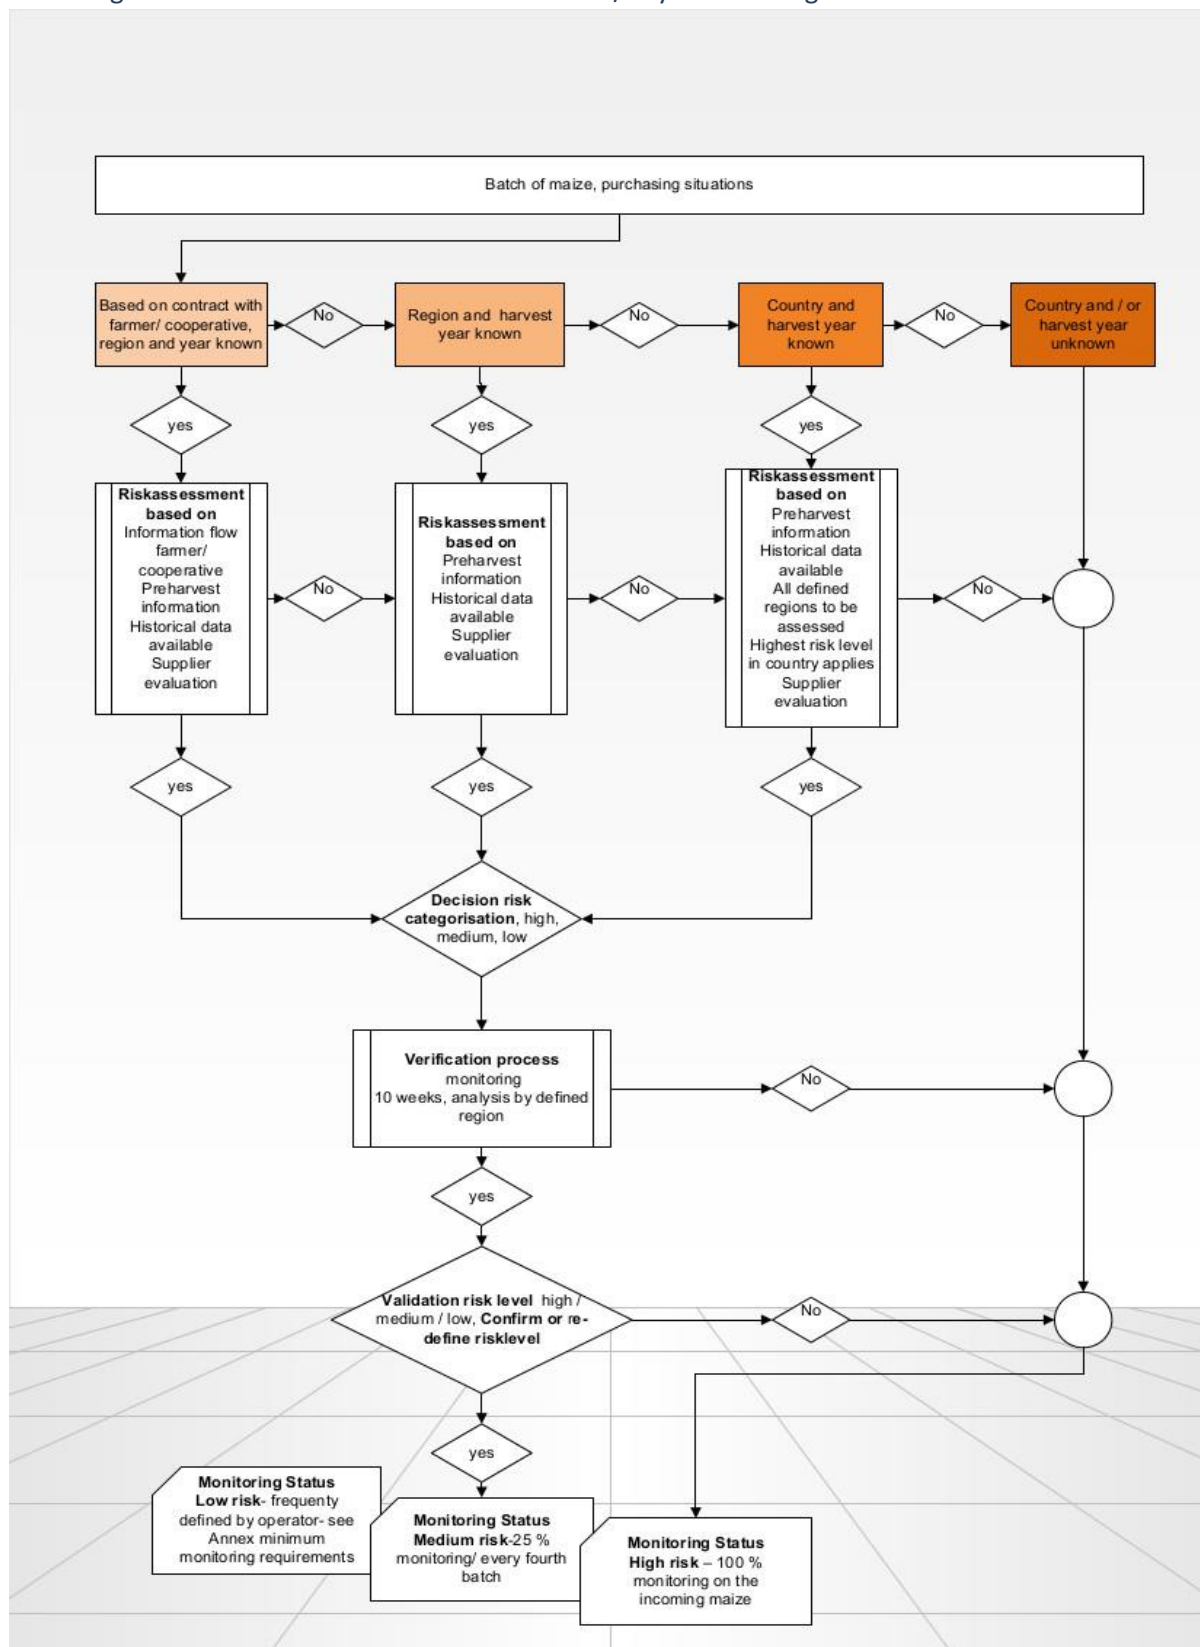 Batch of maize, purchasing situations
Based on contract with
farmer/ cooperative,
region and year known
No
Region and harvest
year known
No
Country and
harvest year
known
No
Country and / or
harvest year
unknown
yes
yes
yes
Riskassessment
based on
Information flow
farmer/
cooperative
Preharvest
information
Historical data
available
Supplier
evaluation
No
Riskassessment
based on
Preharvest
information
Historical data
available
Supplier
evaluation
No
Riskassessment
based on
Preharvest
information
Historical data
available
All defined
regions to be
assessed
Highest risk level
in country applies
Supplier
evaluation
No
yes
yes
yes
Decision risk
categorisation, high,
medium, low
Verification process
monitoring
10 weeks, analysis by defined
region
No
yes
Validation risk level high /
medium / low, Confirm or re-
define risklevel
No
yes
Monitoring Status
Low risk- frequenty
defined by operator- see
Annex minimum
monitoring requirements
Monitoring Status
Medium risk-25 %
monitoring/ every fourth
batch
Monitoring Status
High risk – 100 %
monitoring on the
incoming maize